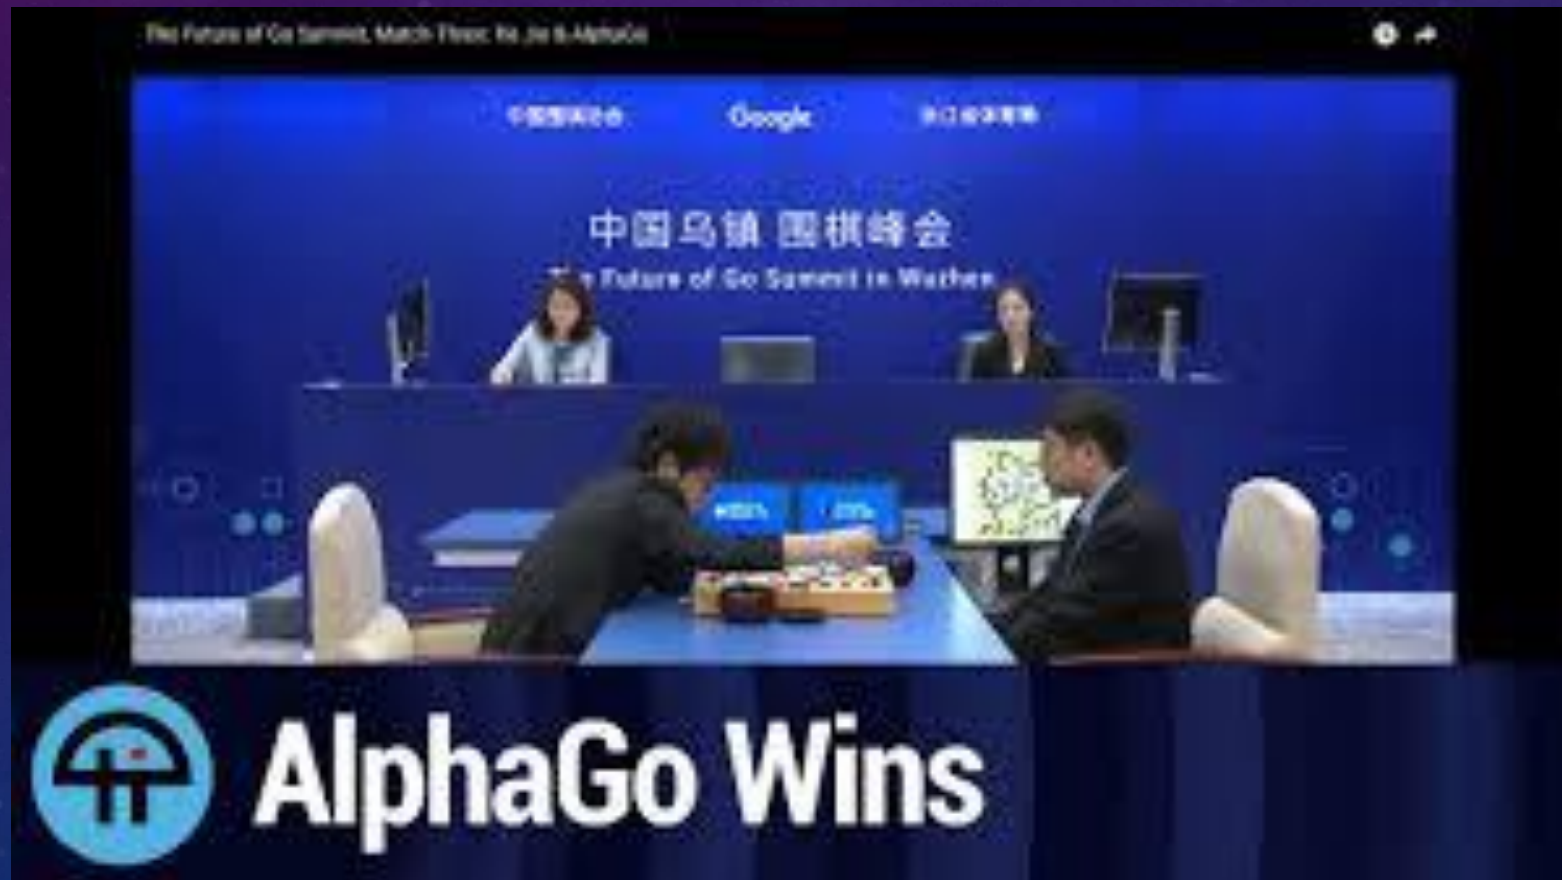 The Future of Go Summit, Match Three: Ke Jie & AlphaGo
Google
中国乌镇 围棋峰会
Future of Go Summit in Wuzhen
AlphaGo Wins